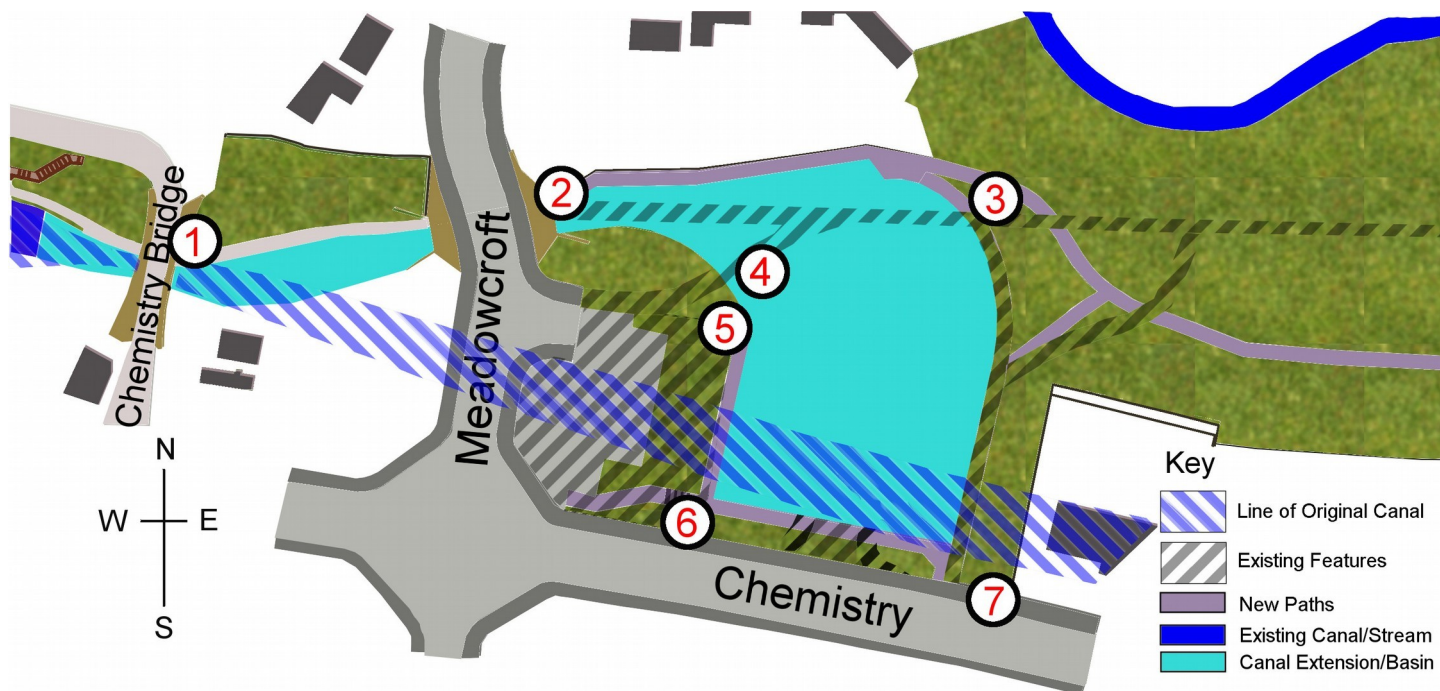 Chemistry Bridge
1
2
3
4
5
6
7
Meadowcroft
Chemistry
N
W E
S
Key
Line of Original Canal
Existing Features
New Paths
Existing Canal/Stream
Canal Extension/Basin